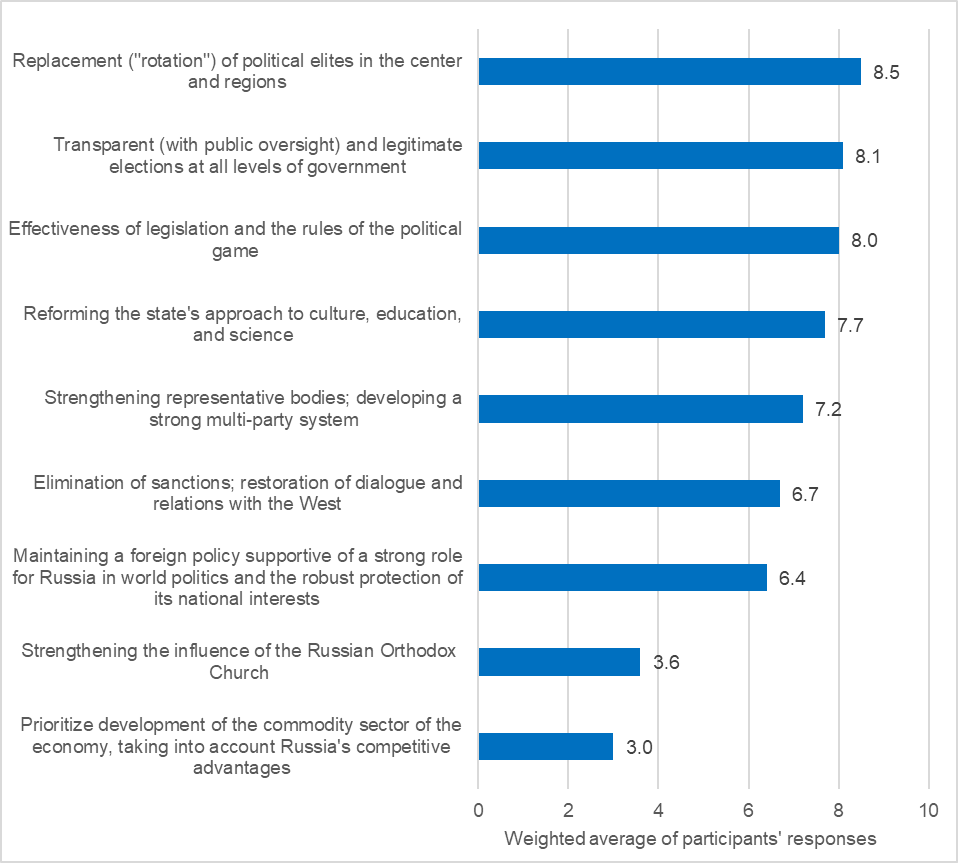 Replacement ("rotation") of political elites in the center
and regions
8.5
Transparent (with public oversight) and legitimate
elections at all levels of government
8.1
Effectiveness of legislation and the rules of the political
game
8.0
Reforming the state's approach to culture, education,
and science
7.7
Strengthening representative bodies; developing a
strong multi-party system
7.2
Elimination of sanctions; restoration of dialogue and
relations with the West
6.7
Maintaining a foreign policy supportive of a strong role
for Russia in world politics and the robust protection of
its national interests
6.4
Strengthening the influence of the Russian Orthodox
Church
3.6
Prioritize development of the commodity sector of the
economy, taking into account Russia's competitive
advantages
3.0
0 2 4 6 8 10
Weighted average of participants' responses